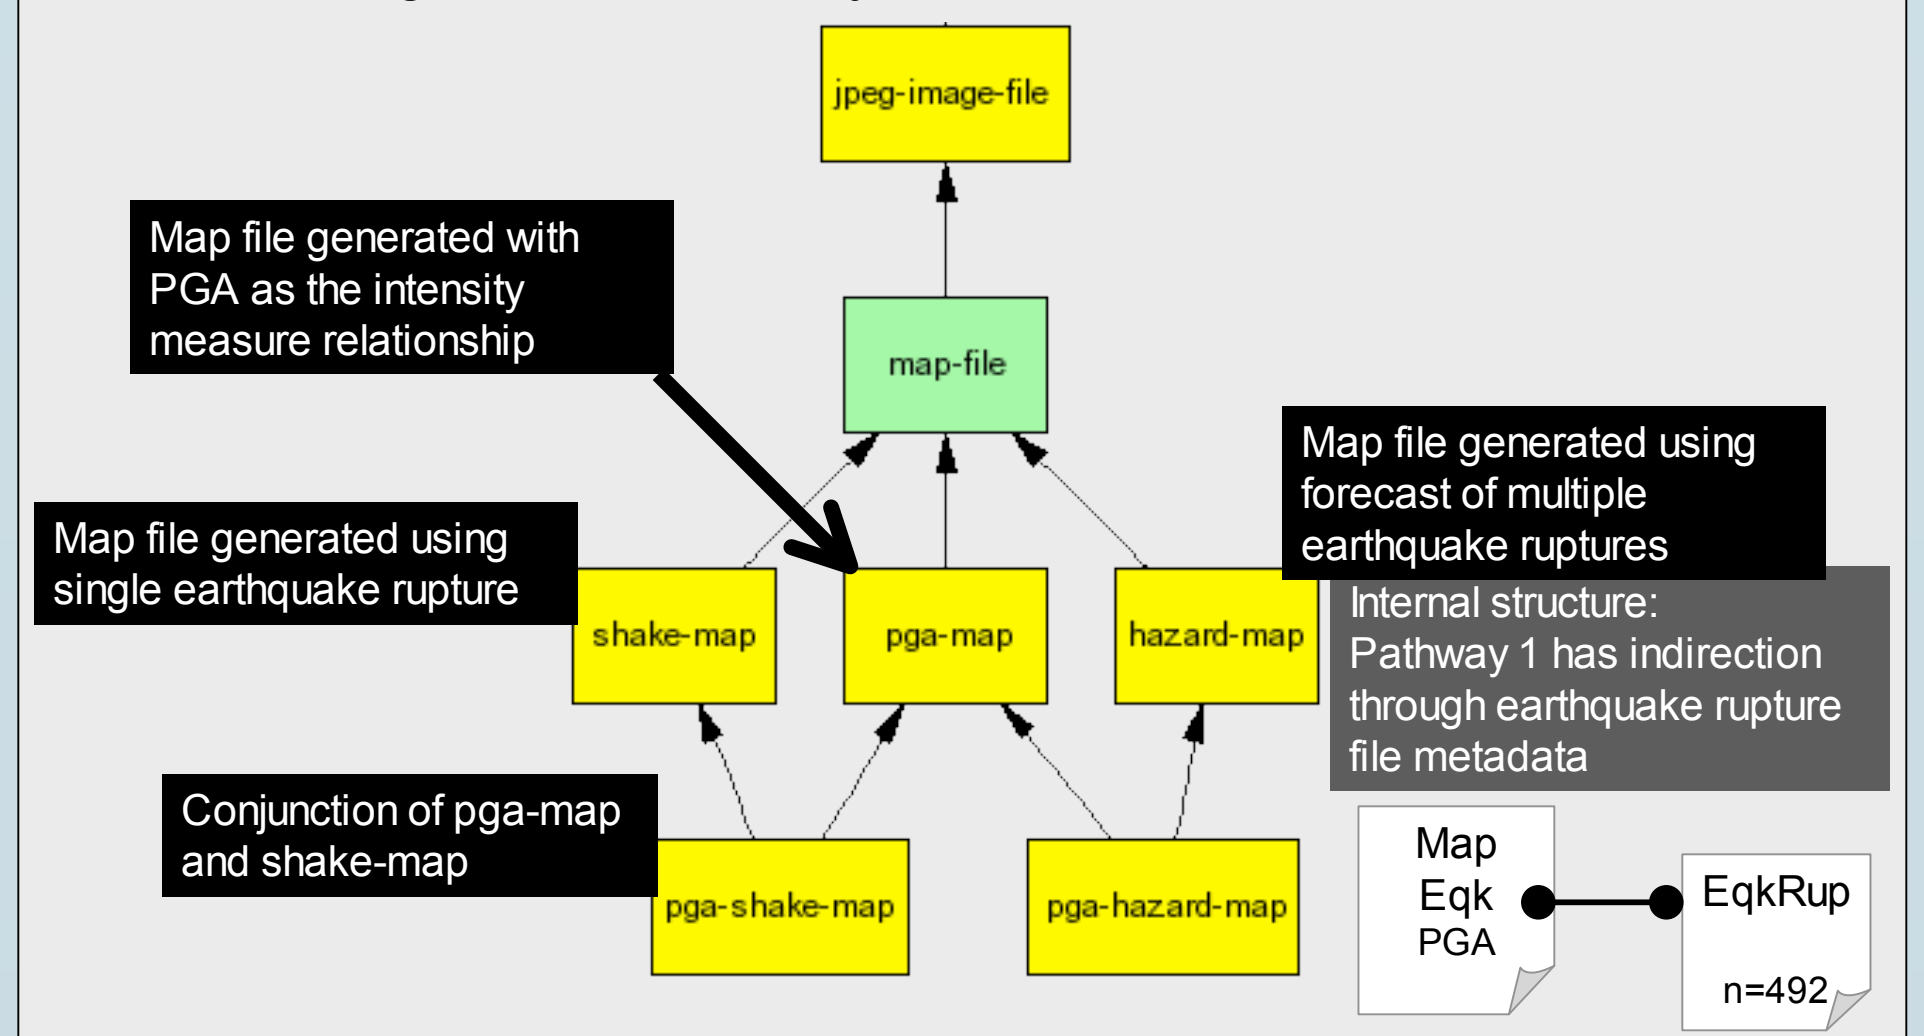 jpeg-image-file
Map file generated with
PGA as the intensity
measure relationship
map-file
Map file generated using
forecast of multiple
earthquake ruptures
Map file generated using
single earthquake rupture
shake-map
pga-map
hazard-map
Internal structure:
Pathway 1 has indirection
through earthquake rupture
file metadata
Conjunction of pga-map
and shake-map
pga-shake-map
pga-hazard-map
Map
Eqk
PGA
EqkRup
n=492